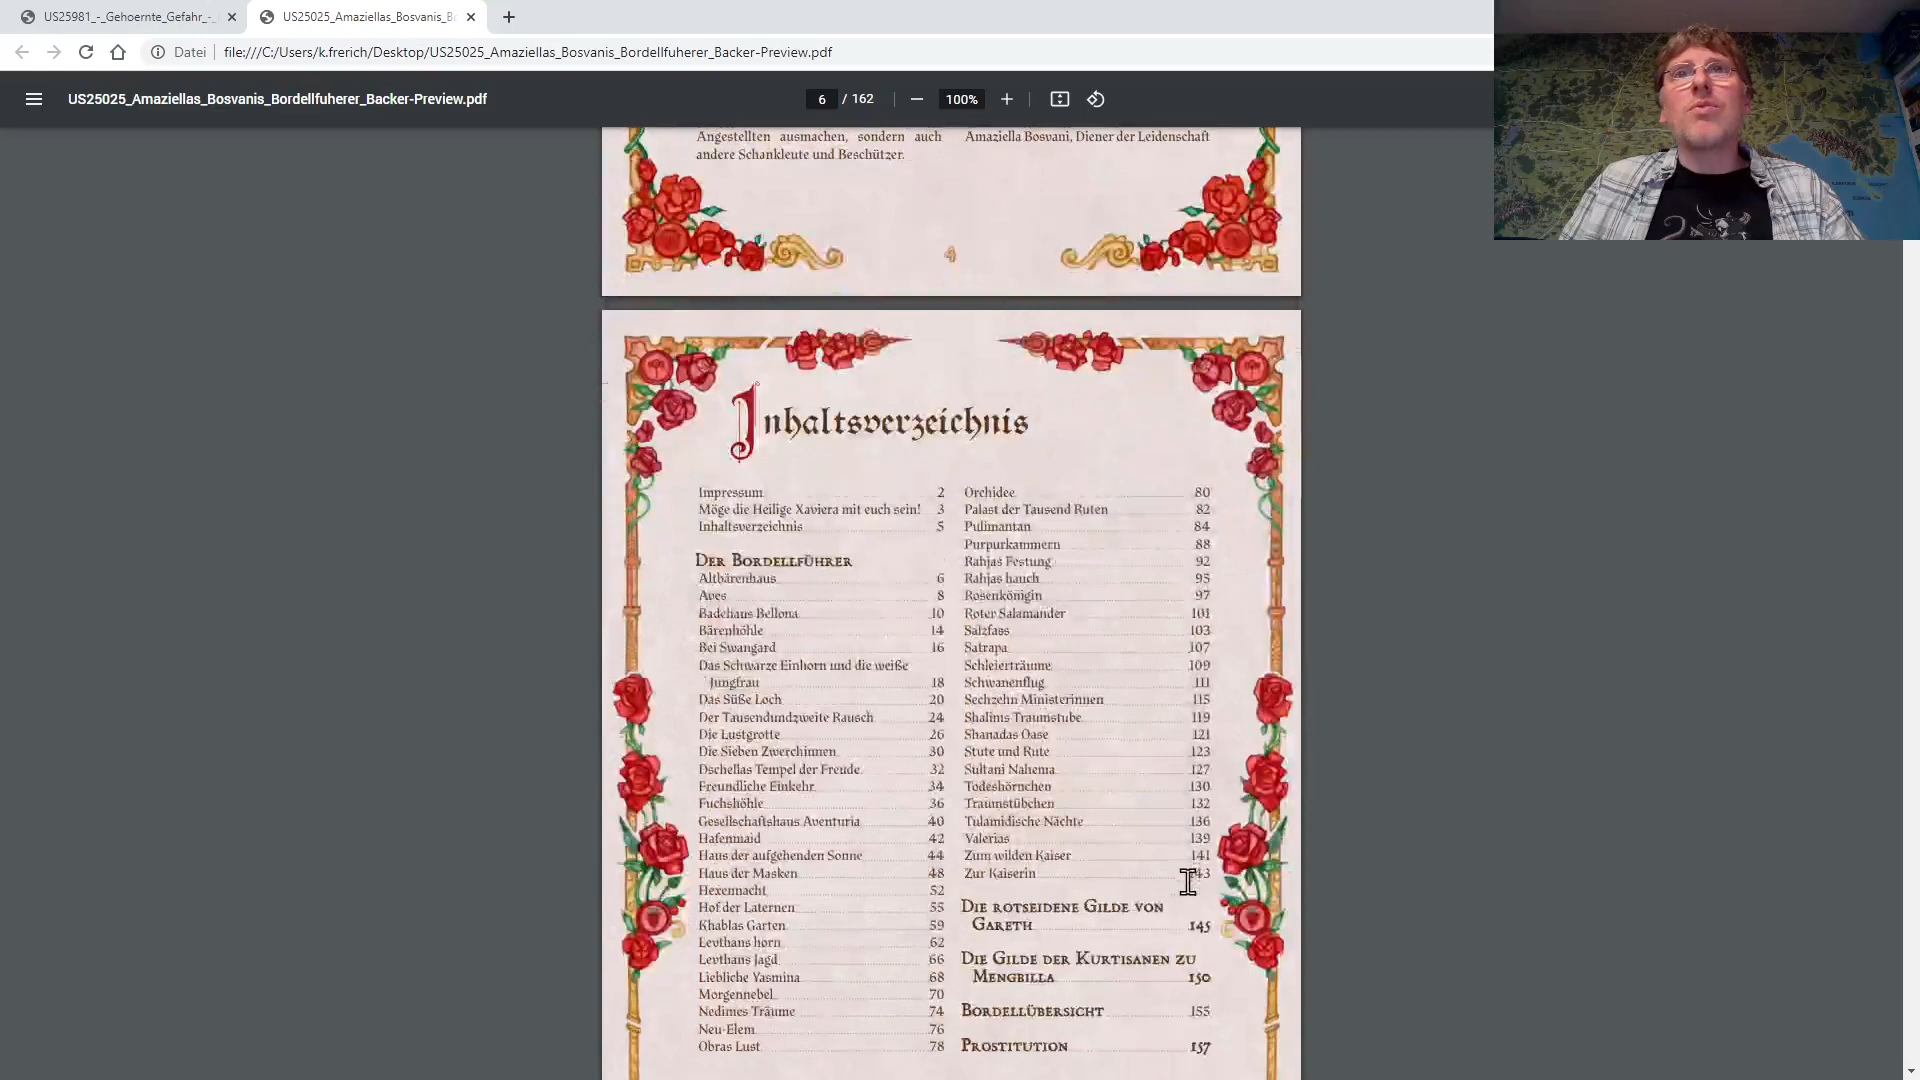 US25981_-_Gehoernte_Gefahr_-_
US25025_Amaziellas_Bosvanis_Bo
Datei
file:///C:/Users/k.frerich/Desktop/US25025_Amaziellas_Bosvanis_Bordellfuherer_Backer-Preview.pdf
US25025_Amaziellas_Bosvanis_Bordellfuherer_Backer-Preview.pdf
6 / 162
100%
Angestellten ausmachen, sondern auch
andere Schankleute und Beschützer.
Amaziella Bosvani, Diener der Leidenschaft
4
Inhaltsverzeichnis
Impressum 2
Möge die Heilige Xaviera mit euch sein! 3
Inhaltsverzeichnis 5
Der Bordellführer
Altbärenhaus 6
Aves 8
Badehaus Bellona 10
Bärenhöhle 14
Bei Swangard 16
Das Schwarze Einhorn und die weiße
Jungfrau 18
Das Süße Loch 20
Der Tausendundzweite Rausch 24
Die Lustgrotte 26
Die Sieben Zwerchinnen 30
Dschellas Tempel der Freude 32
Freundliche Einkehr 34
Fuchshöhle 36
Gesellschaftshaus Aventuria 40
Hafenmaid 42
Haus der aufgehenden Sonne 44
Haus der Masken 48
Hexennacht 52
Hof der Laternen 55
Khablas Garten 59
Levthans horn 62
Levthans Jagd 66
Liebliche Yasmina 68
Morgennebel 70
Nedimes Träume 74
Neu-Elem 76
Obras Lust 78
Orchidee 80
Palast der Tausend Ruten 82
Pulimantan 84
Purpurkammern 88
Rahjas Festung 92
Rahjas hauch 95
Rosenkönigin 97
Roter Salamander 101
Salzfass 103
Satrapa 107
Schleierträume 109
Schwanenflug 111
Sechzehn Ministerinnen 115
Shalims Traumstube 119
Shanadas Oase 121
Stute und Rute 123
Sultani Nahema 127
Todeshörnchen 130
Traumstübchen 132
Tulamidische Nächte 136
Valerias 139
Zum wilden Kaiser 141
Zur Kaiserin 143
Die rotseidene Gilde von
Gareth 145
Die Gilde der Kurtisanen zu
Mengbilla 150
Bordellübersicht 155
Prostitution 157